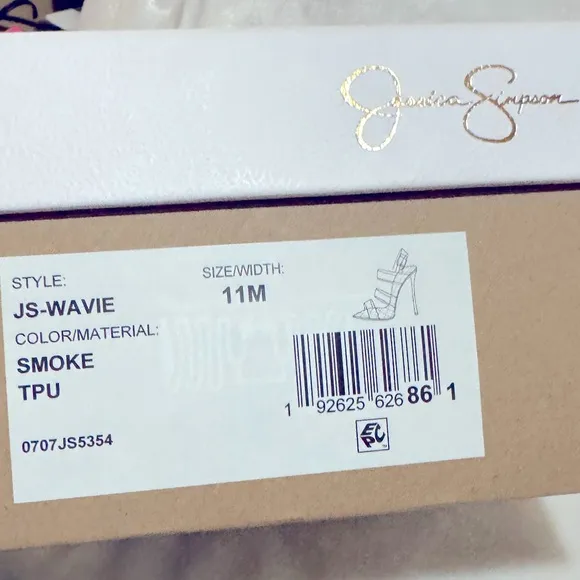 Jessica Simpson
STYLE:
JS-WAVIE
SIZE/WIDTH:
11M
COLOR/MATERIAL:
SMOKE
TPU
0707JS5354
1 92625 62686 1
EPC